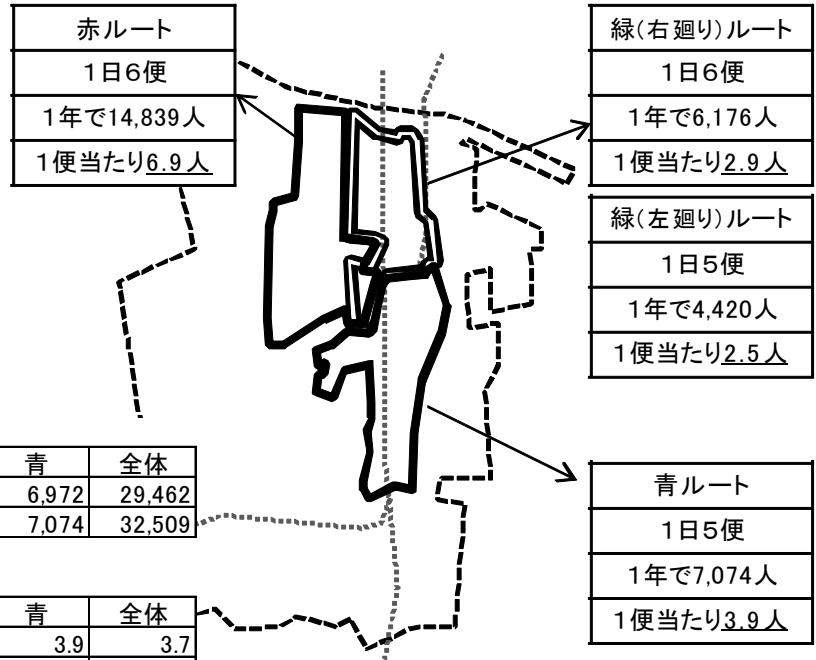 赤ルート
1日6便
1年で14,839人
1便当たり6.9人
緑(右廻り)ルート
1日6便
1年で6,176人
1便当たり2.9人
緑(左廻り)ルート
1日5便
1年で4,420人
1便当たり2.5人
青 全体
6,972 29,462
7,074 32,509
青ルート
1日5便
1年で7,074人
1便当たり3.9人
青 全体
3.9 3.7